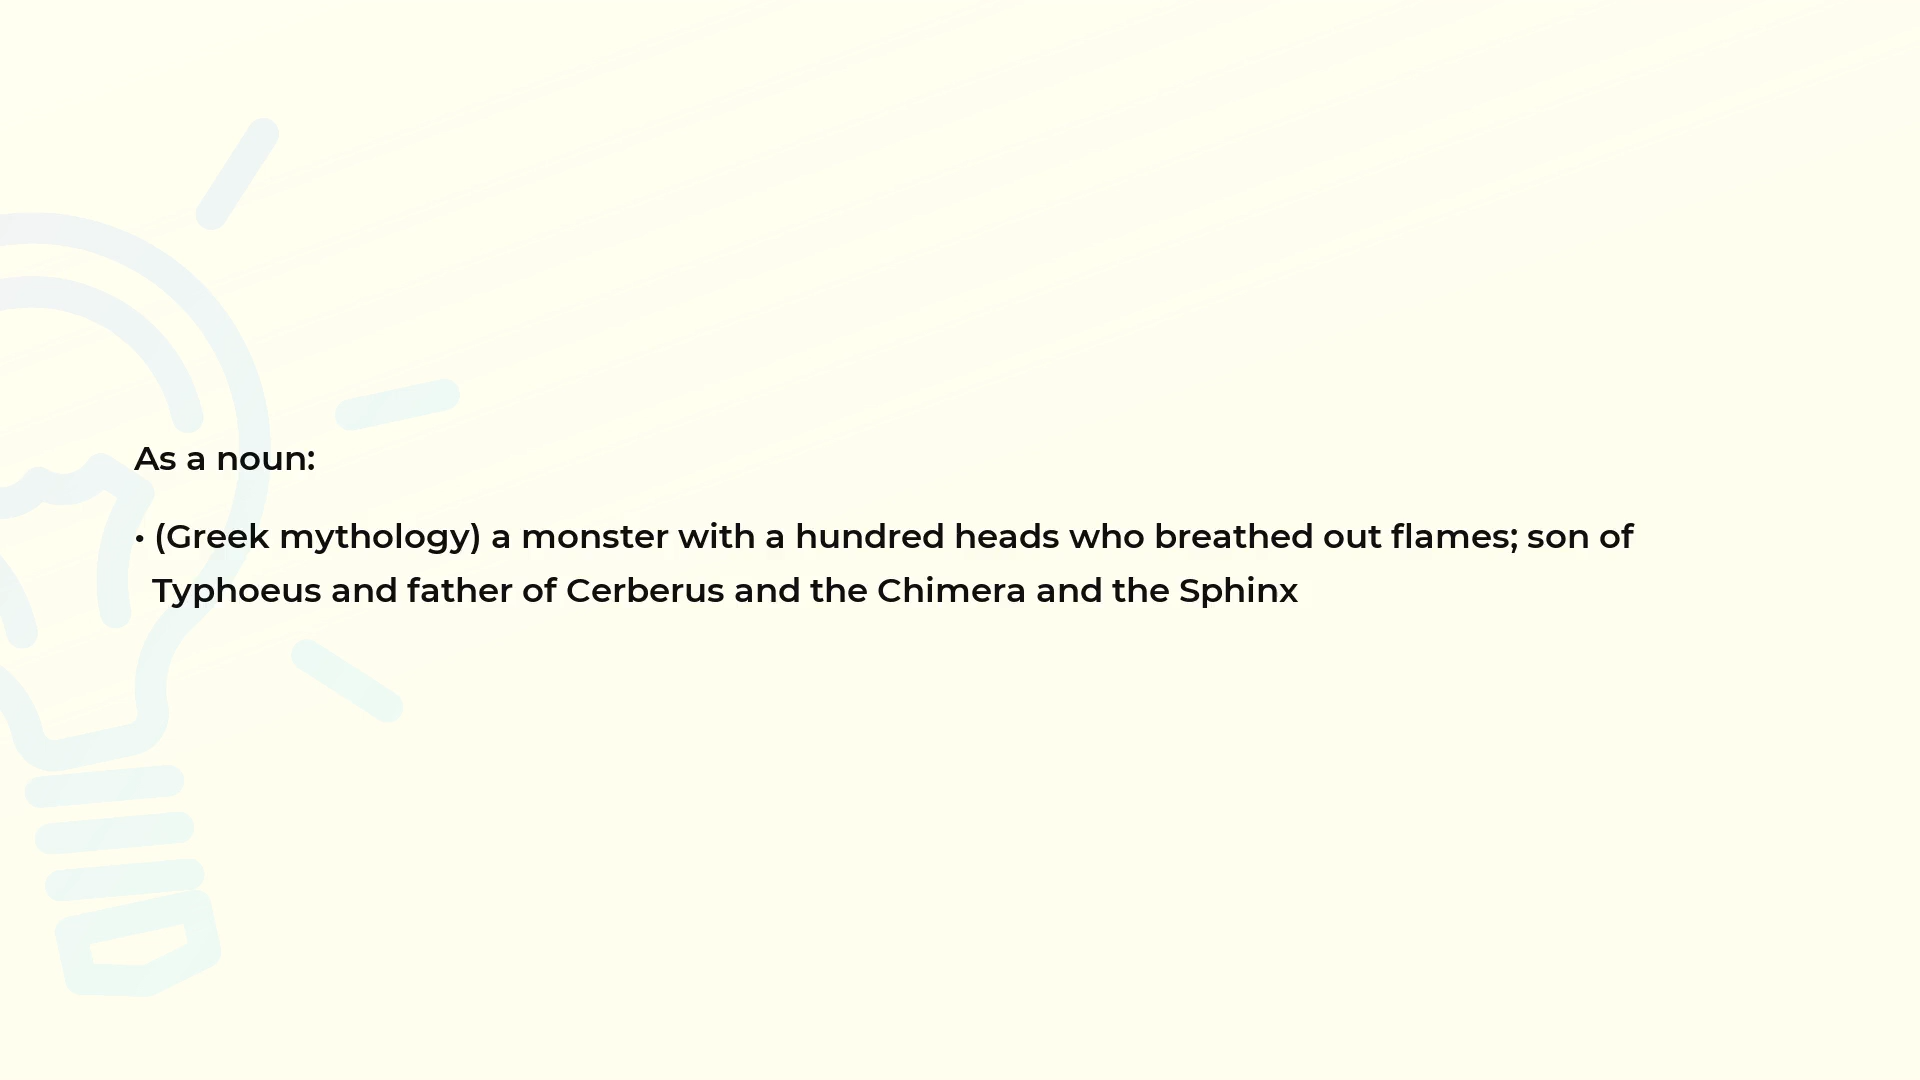 As a noun:
• (Greek mythology) a monster with a hundred heads who breathed out flames; son of
Typhoeus and father of Cerberus and the Chimera and the Sphinx